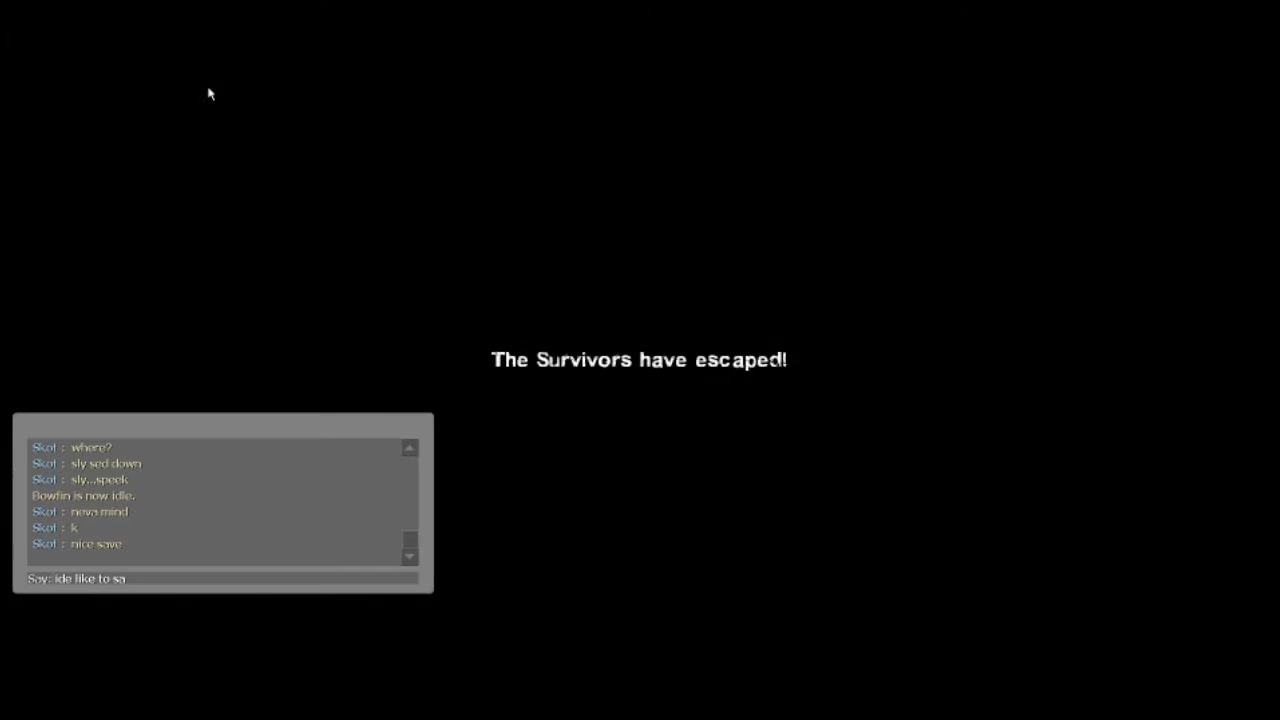 The Survivors have escaped!
Skot : where?
Skot : sly sed down
Skot : sly...speek
Bowfin is now idle.
Skot : neva mind
Skot : k
Skot : nice save
Say: ide like to sa